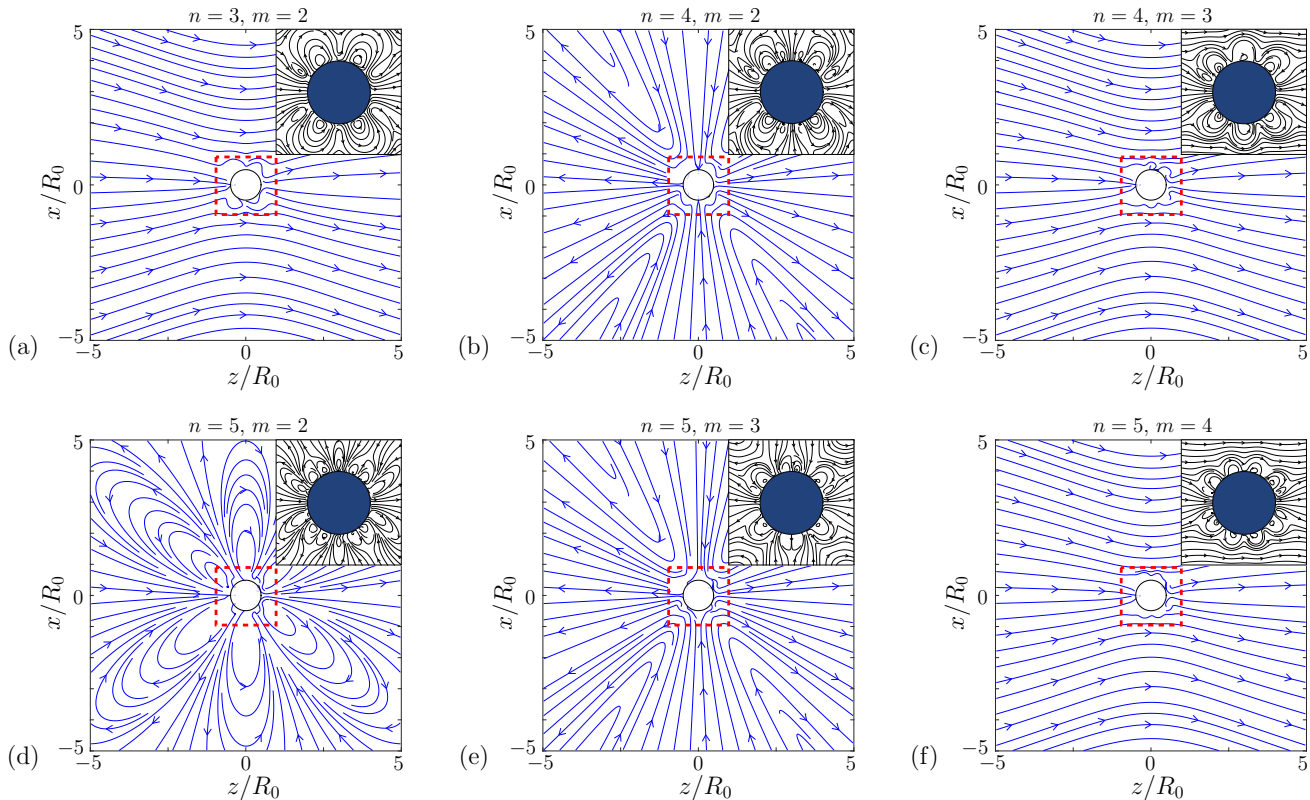 n = 3, m = 2
n = 4, m = 2
n = 4, m = 3
5
5
5
x/R₀
0
x/R₀
0
x/R₀
0
(a)
−5
(b)
−5
(c)
−5
−5
0
5
−5
0
5
−5
0
5
z/R₀
z/R₀
z/R₀
n = 5, m = 2
n = 5, m = 3
n = 5, m = 4
5
5
5
x/R₀
0
x/R₀
0
x/R₀
0
(d)
−5
(e)
−5
(f)
−5
−5
0
5
−5
0
5
−5
0
5
z/R₀
z/R₀
z/R₀